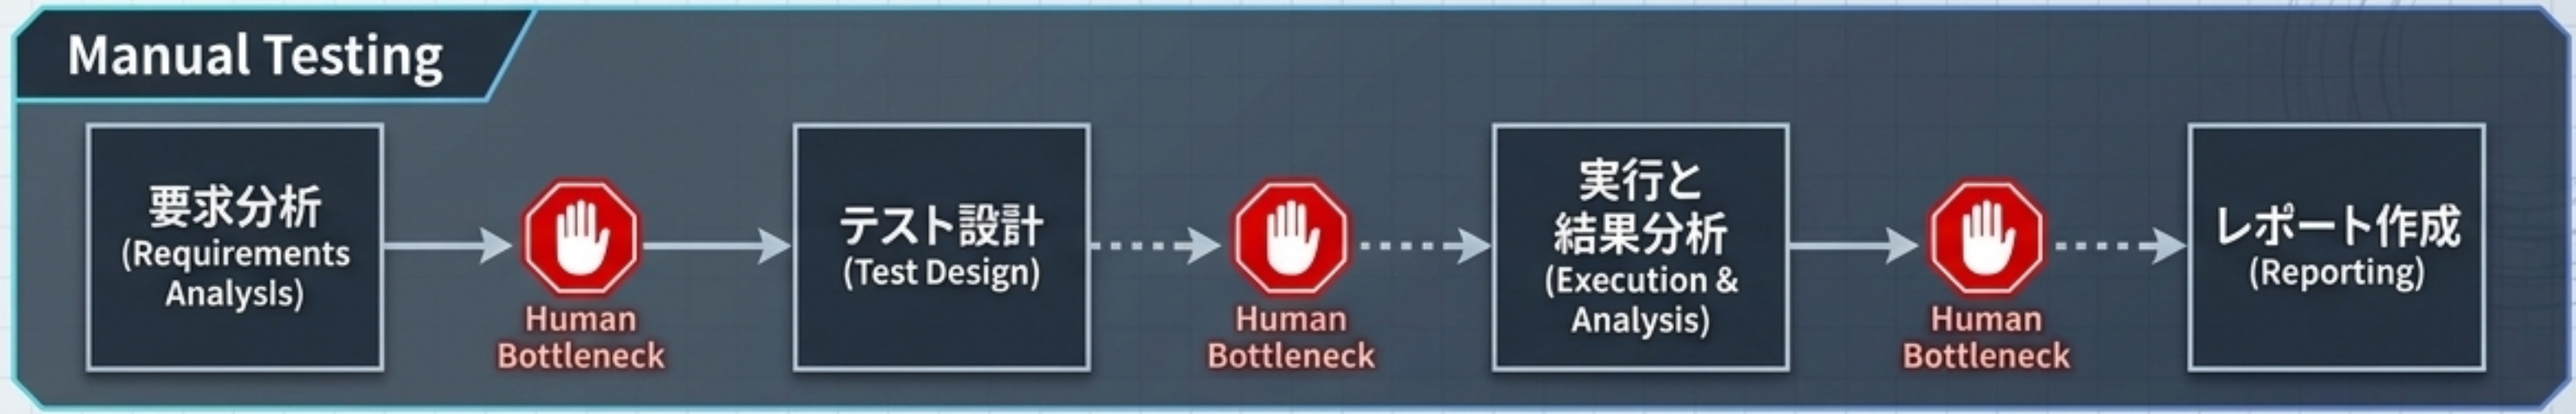 Manual Testing
要求分析
(Requirements
Analysis)
Human
Bottleneck
テスト設計
(Test Design)
Human
Bottleneck
実行と
結果分析
(Execution &
Analysis)
Human
Bottleneck
レポート作成
(Reporting)